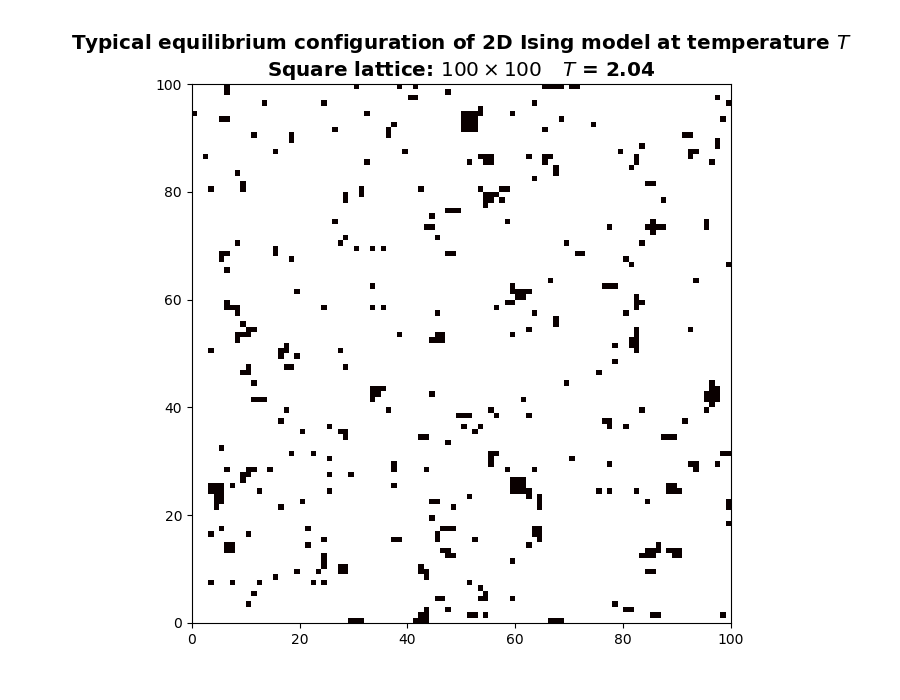 Typical equilibrium configuration of 2D Ising model at temperature T
Square lattice: 100 × 100 T = 2.04
100
80
60
40
20
0
0 20 40 60 80 100